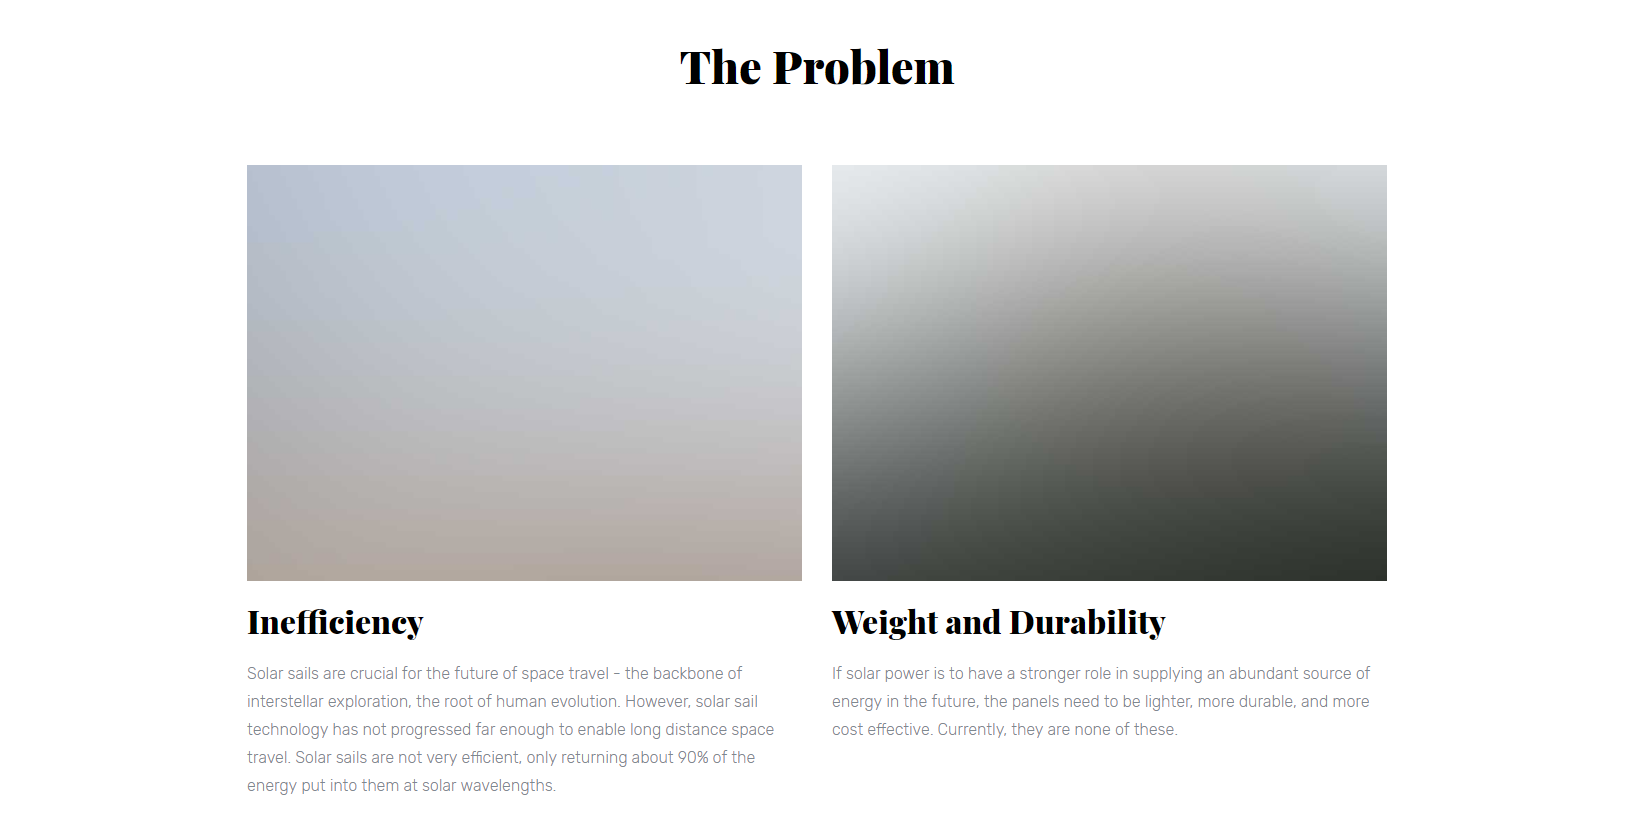 The Problem
Inefficiency
Solar sails are crucial for the future of space travel - the backbone of
interstellar exploration, the root of human evolution. However, solar sail
technology has not progressed far enough to enable long distance space
travel. Solar sails are not very efficient, only returning about 90% of the
energy put into them at solar wavelengths.
Weight and Durability
If solar power is to have a stronger role in supplying an abundant source of
energy in the future, the panels need to be lighter, more durable, and more
cost effective. Currently, they are none of these.